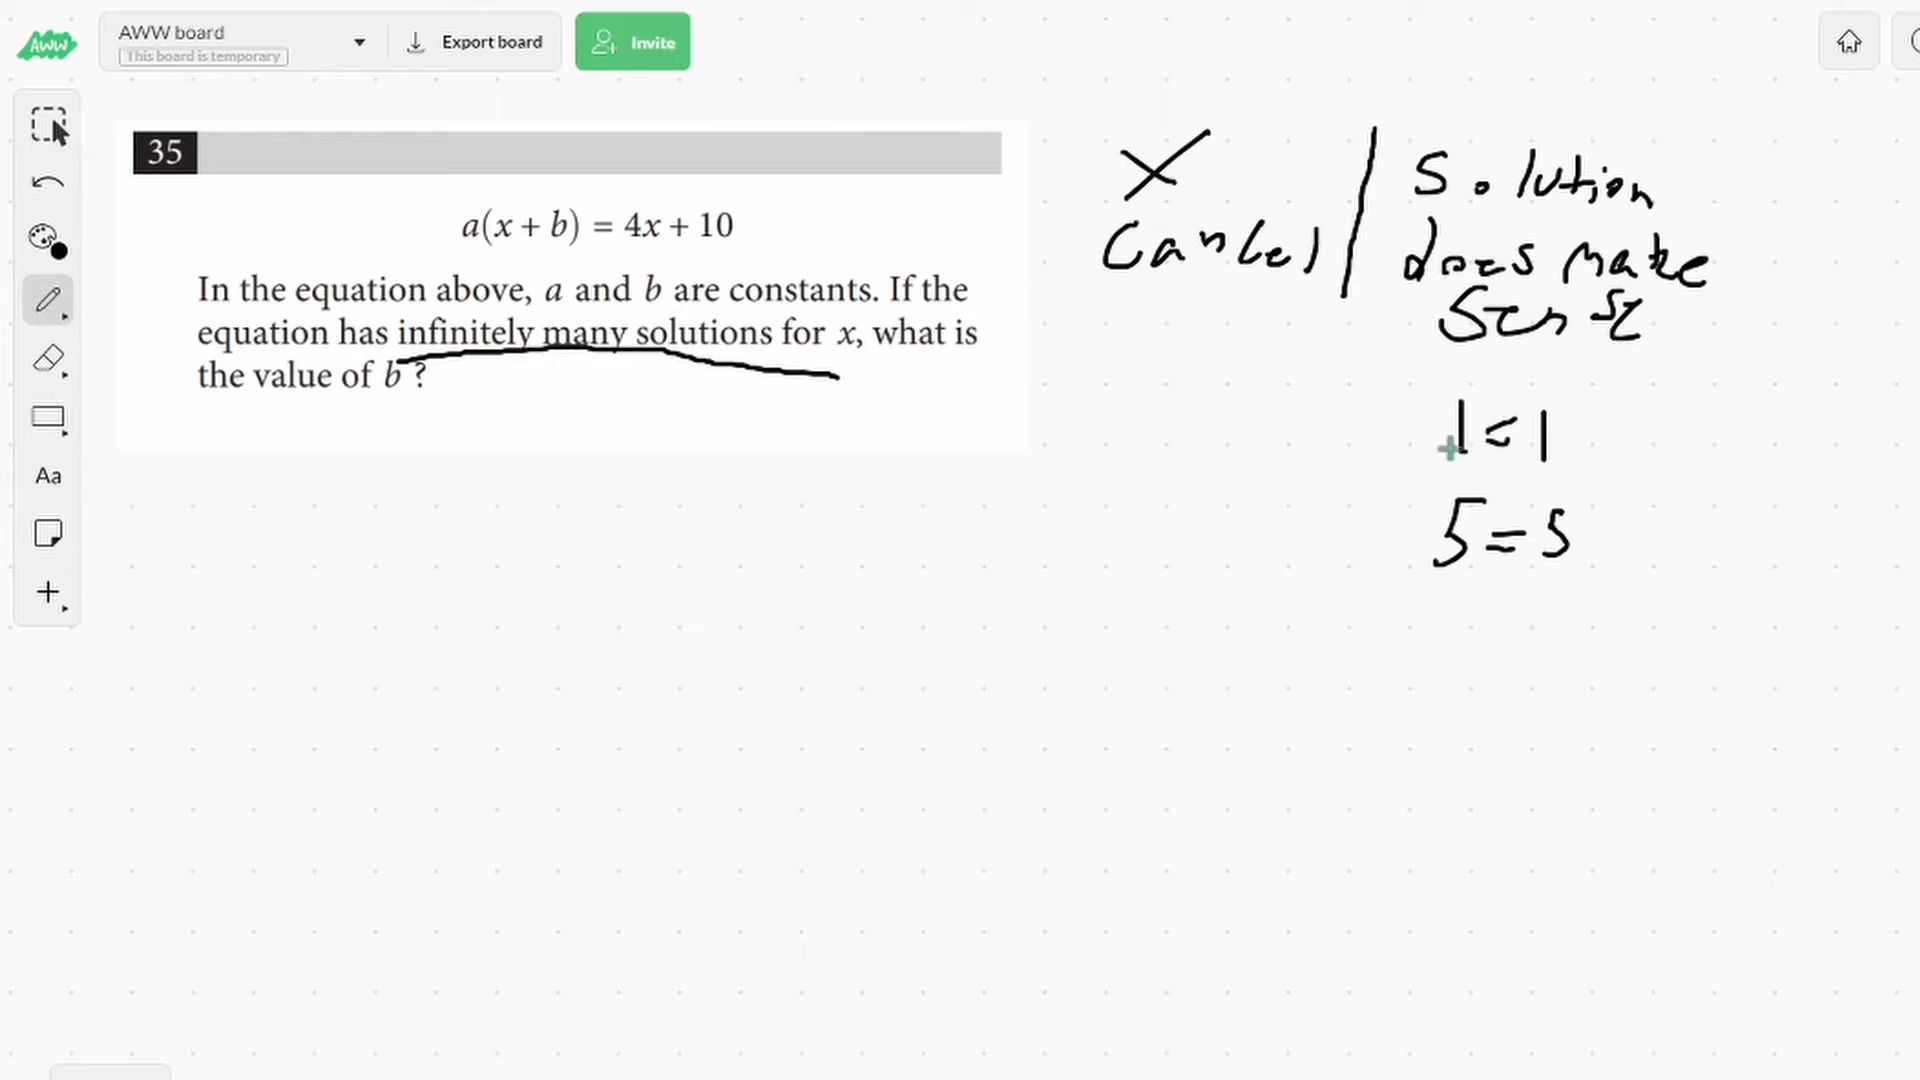 AWW
AWW board
This board is temporary
Export board
Invite
Aa
35
a(x + b) = 4x + 10
In the equation above, a and b are constants. If the
equation has infinitely many solutions for x, what is
the value of b ?
X
Cancel
Solution
does make
Sense
1 = 1
5 = 5